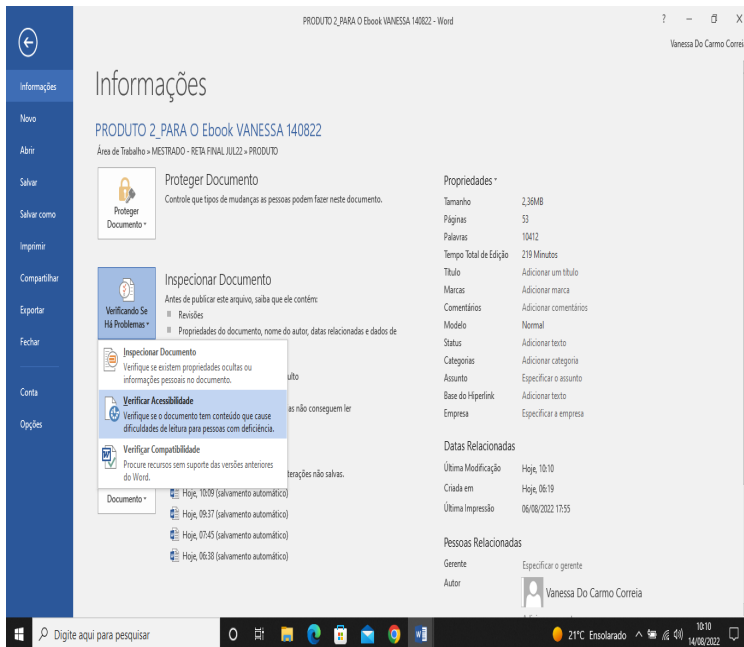 PRODUTO 2_PARA O Ebook VANESSA 140822 - Word
? – X
Vanessa Do Carmo Correi
Informações
Novo
Abrir
Salvar
Salvar como
Imprimir
Compartilhar
Exportar
Fechar
Conta
Opções
Informações
PRODUTO 2_PARA O Ebook VANESSA 140822
Área de Trabalho » MESTRADO - RETA FINAL JUL22 » PRODUTO
Proteger Documento
Proteger Documento
Controle que tipos de mudanças as pessoas podem fazer neste documento.
Verificando Se
Há Problemas
Inspecionar Documento
Antes de publicar este arquivo, saiba que ele contém:
Revisões
Propriedades do documento, nome do autor, datas relacionadas e dados de
ulto
as não conseguem ler
terações não salvas.
Inspecionar Documento
Verifique se existem propriedades ocultas ou
informações pessoais no documento.
Verificar Acessibilidade
Verifique se o documento tem conteúdo que cause
dificuldades de leitura para pessoas com deficiência.
Verificar Compatibilidade
Procure recursos sem suporte das versões anteriores
do Word.
Documento
Hoje, 10:09 (salvamento automático)
Hoje, 09:37 (salvamento automático)
Hoje, 07:45 (salvamento automático)
Hoje, 06:38 (salvamento automático)
Propriedades
Tamanho 2,36MB
Páginas 53
Palavras 10412
Tempo Total de Edição 219 Minutos
Título Adicionar um título
Marcas Adicionar marca
Comentários Adicionar comentários
Modelo Normal
Status Adicionar texto
Categorias Adicionar categoria
Assunto Especificar o assunto
Base do Hiperlink Adicionar texto
Empresa Especificar a empresa
Datas Relacionadas
Última Modificação Hoje, 10:10
Criada em Hoje, 06:19
Última Impressão 06/08/2022 17:55
Pessoas Relacionadas
Gerente Especificar o gerente
Autor Vanessa Do Carmo Correia
Digite aqui para pesquisar
21°C Ensolarado
10:10
14/08/2022